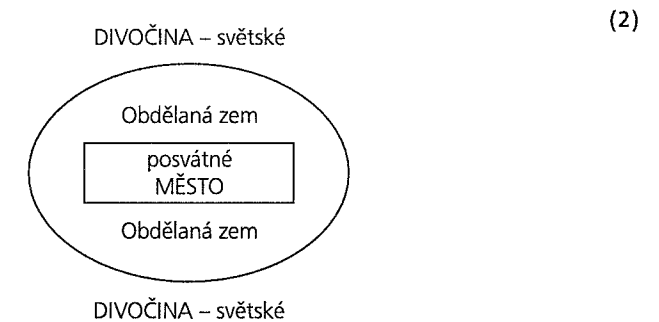 (2)
DIVOČINA – světské
Obdělaná zem
posvátné
MĚSTO
Obdělaná zem
DIVOČINA – světské